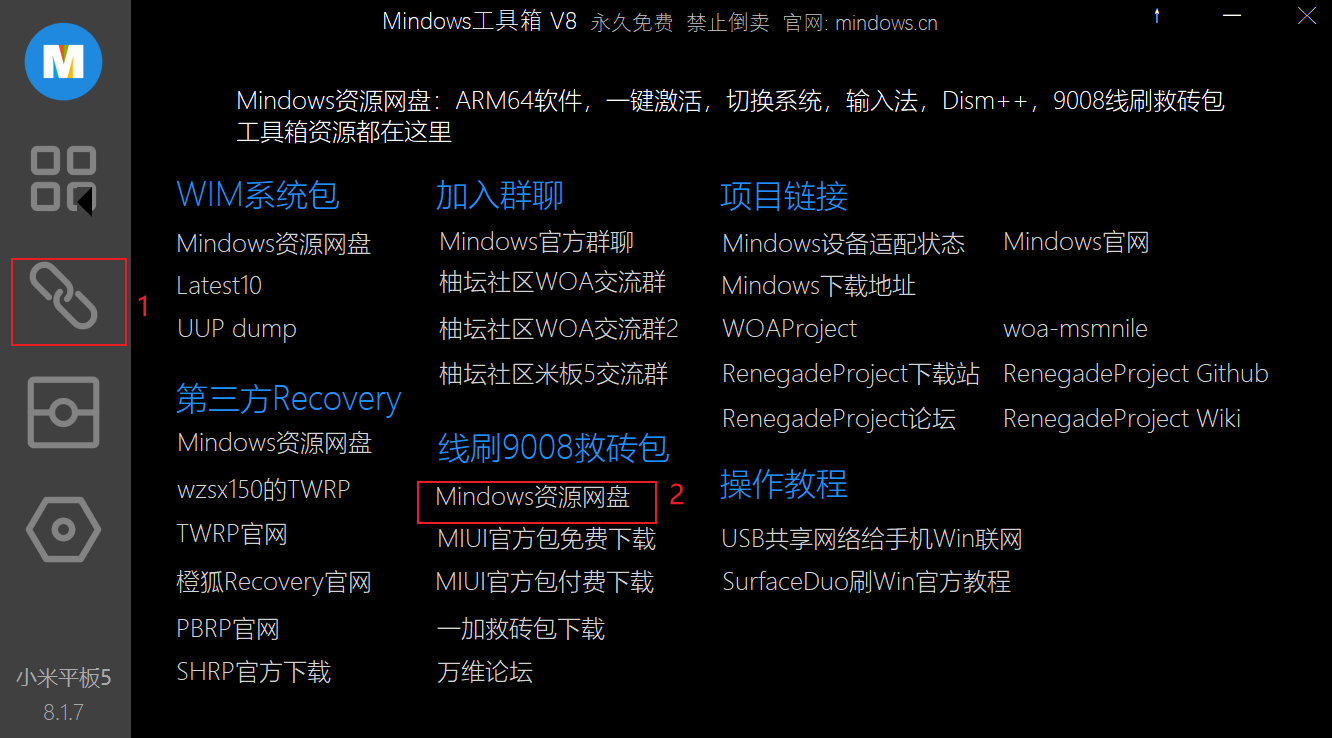 Mindows工具箱 V8 永久免费 禁止倒卖 官网: mindows.cn
Mindows资源网盘：ARM64软件，一键激活，切换系统，输入法，Dism++，9008线刷救砖包
工具箱资源都在这里
WIM系统包
Mindows资源网盘
Latest10
UUP dump
第三方Recovery
Mindows资源网盘
wzsx150的TWRP
TWRP官网
橙狐Recovery官网
PBRP官网
SHRP官方下载
加入群聊
Mindows官方群聊
柚坛社区WOA交流群
柚坛社区WOA交流群2
柚坛社区米板5交流群
线刷9008救砖包
Mindows资源网盘
2
MIUI官方包免费下载
MIUI官方包付费下载
一加救砖包下载
万维论坛
项目链接
Mindows设备适配状态 Mindows官网
Mindows下载地址
WOAProject woa-msmnile
RenegadeProject下载站 RenegadeProject Github
RenegadeProject论坛 RenegadeProject Wiki
操作教程
USB共享网络给手机Win联网
SurfaceDuo刷Win官方教程
M
1
小米平板5
8.1.7